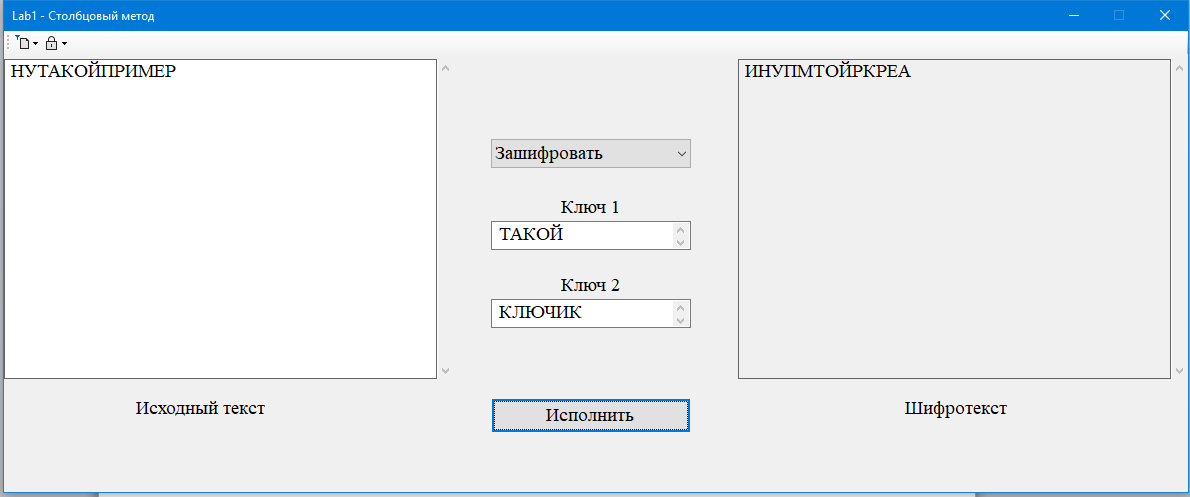 Lab1 - Столбцовый метод
НУТАКОЙПРИМЕР
ИНУПМТОЙРКРЕА
Зашифровать
Ключ 1
ТАКОЙ
Ключ 2
КЛЮЧИК
Исходный текст
Исполнить
Шифротекст